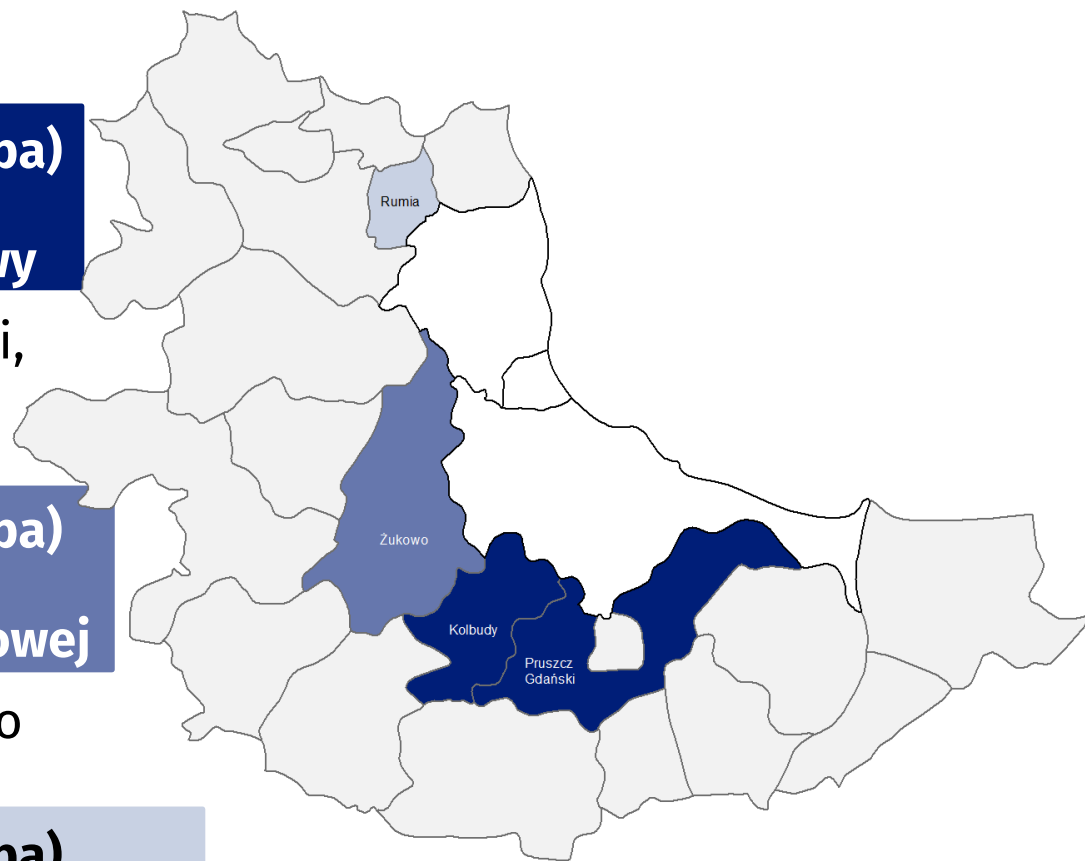 pa)
wy
i,
pa)
owej
o
pa)
Rumia
Żukowo
Kolbudy
Pruszcz
Gdański